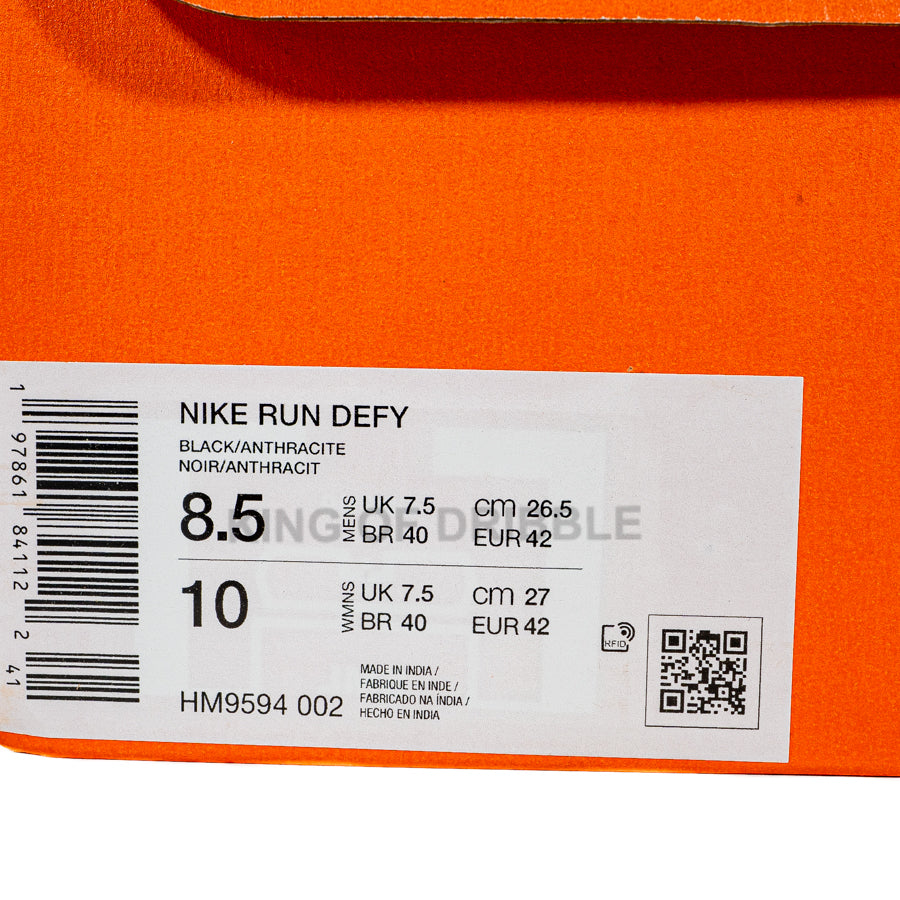 NIKE RUN DEFY
BLACK/ANTHRACITE
NOIR/ANTHRACIT
8.5 MENS UK 7.5 cm 26.5
BR 40 EUR 42
KING OF DRIBBLE
10 WMNS UK 7.5 cm 27
BR 40 EUR 42
RFID
MADE IN INDIA /
FABRIQUE EN INDE /
FABRICADO NA ÍNDIA /
HECHO EN INDIA
HM9594 002
1 97861 84112 2 41